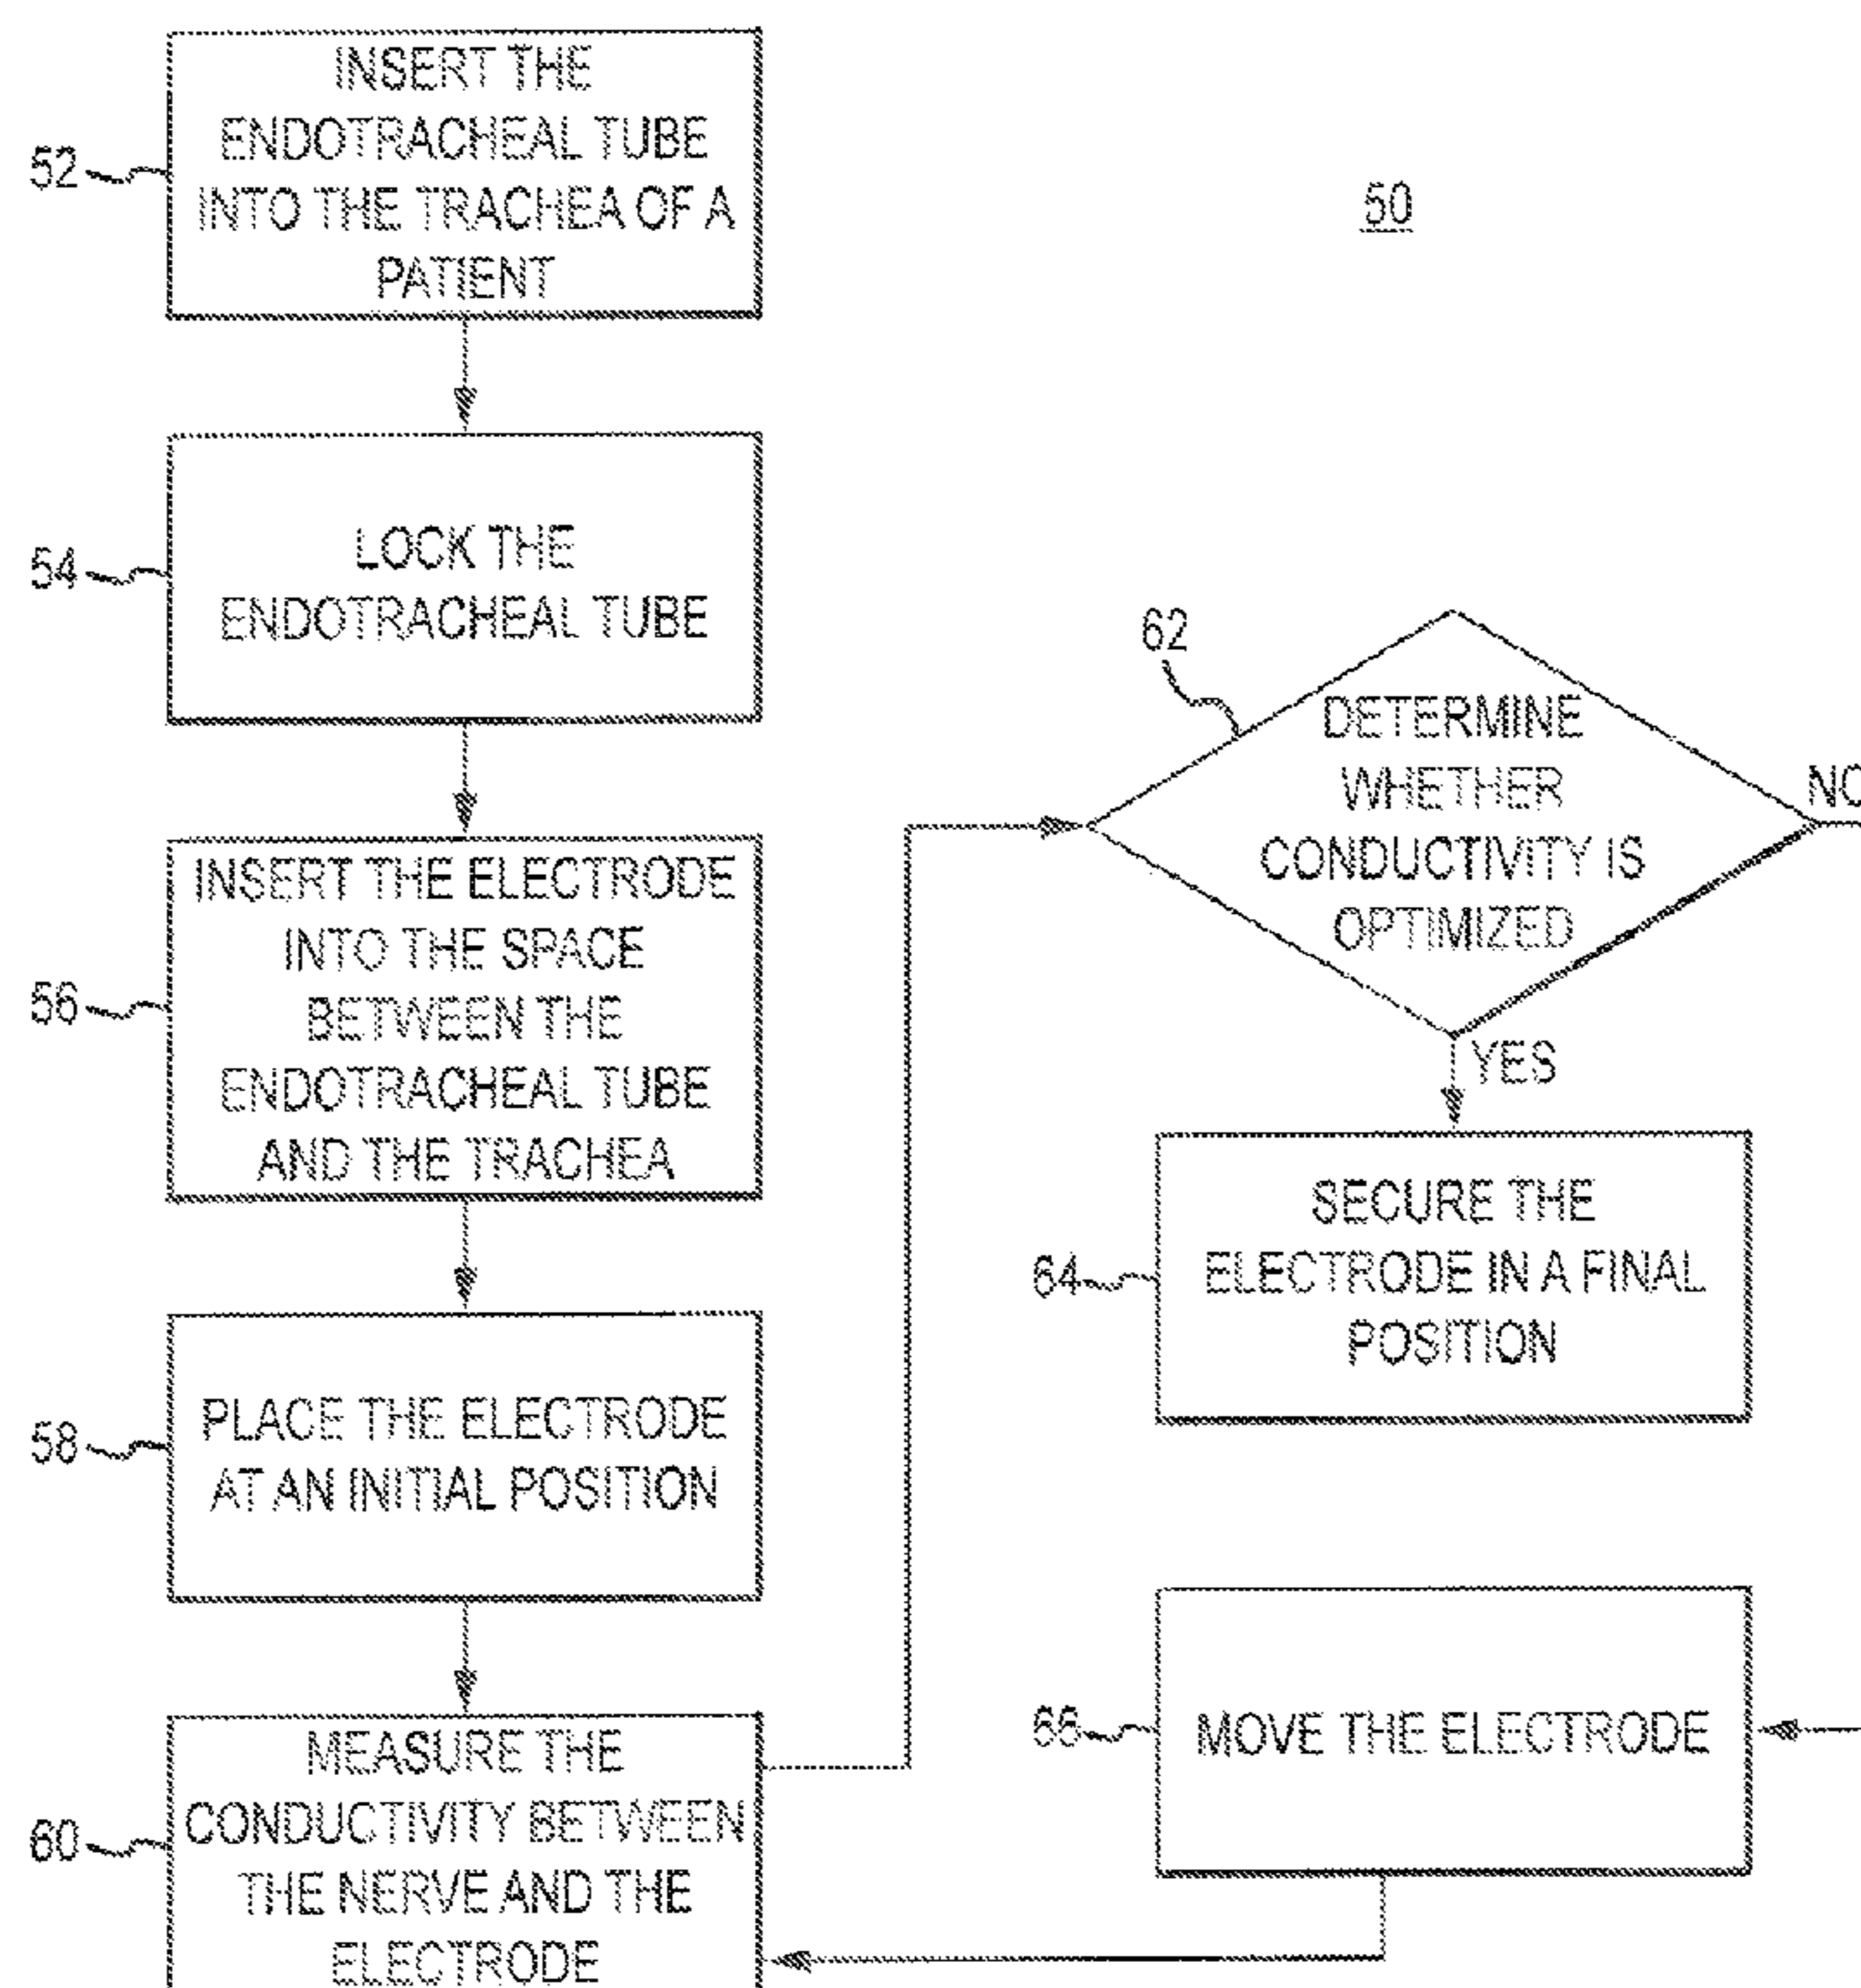 INSERT THE
ENDOTRACHEAL TUBE
INTO THE TRACHEA OF A
PATIENT
52
50
LOCK THE
ENDOTRACHEAL TUBE
54
INSERT THE ELECTRODE
INTO THE SPACE
BETWEEN THE
ENDOTRACHEAL TUBE
AND THE TRACHEA
56
PLACE THE ELECTRODE
AT AN INITIAL POSITION
58
MEASURE THE
CONDUCTIVITY BETWEEN
THE NERVE AND THE
ELECTRODE
60
62
DETERMINE
WHETHER
CONDUCTIVITY IS
OPTIMIZED
NO
YES
SECURE THE
ELECTRODE IN A FINAL
POSITION
64
MOVE THE ELECTRODE
66